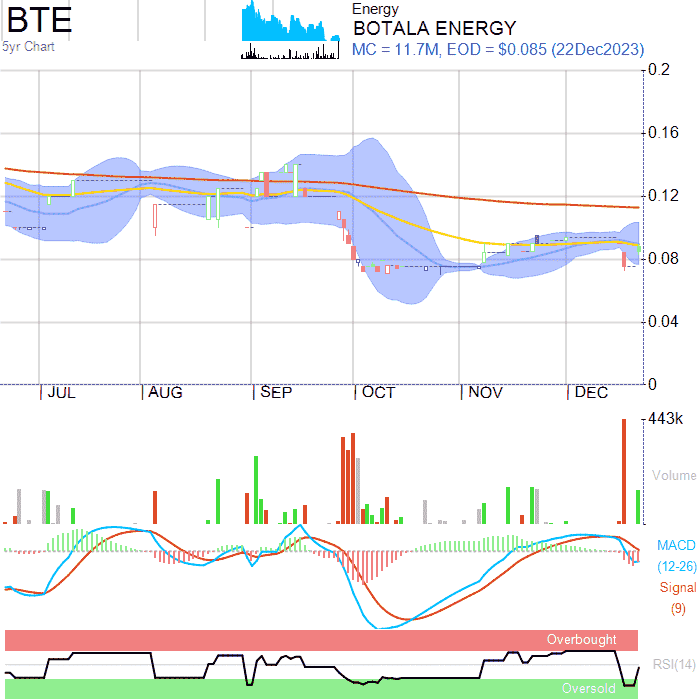 BTE
5yr Chart
Energy
BOTALA ENERGY
MC = 11.7M, EOD = $0.085 (22Dec2023)
0.2
0.16
0.12
0.08
0.04
0
JUL AUG SEP OCT NOV DEC
443k
Volume
MACD
(12-26)
Signal
(9)
Overbought
RSI(14)
Oversold